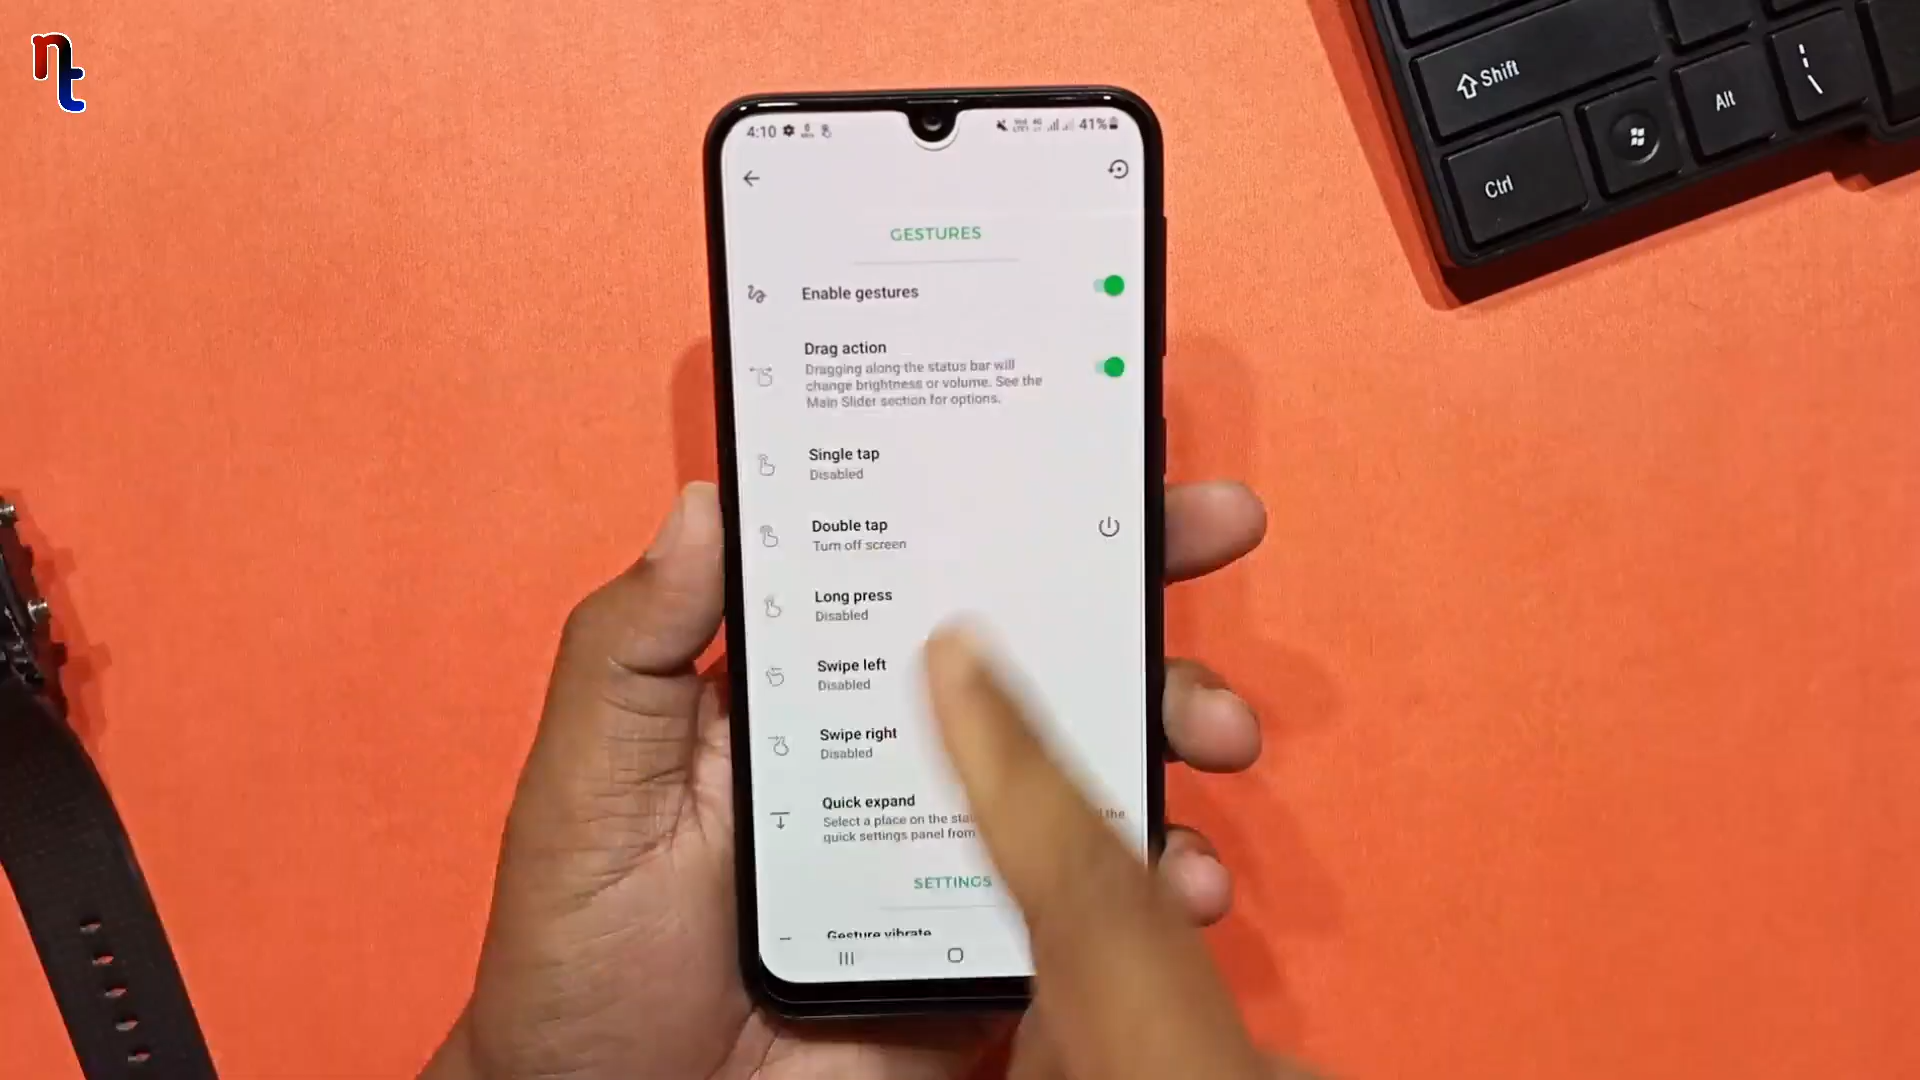 nt
4:10
41%
GESTURES
Enable gestures
Drag action
Dragging along the status bar will
change brightness or volume. See the
Main Slider section for options.
Single tap
Disabled
Double tap
Turn off screen
Long press
Disabled
Swipe left
Disabled
Swipe right
Disabled
Quick expand
Select a place on the the
quick settings panel from
SETTINGS
Gesture vibrate
Shift
Alt
\
Ctrl